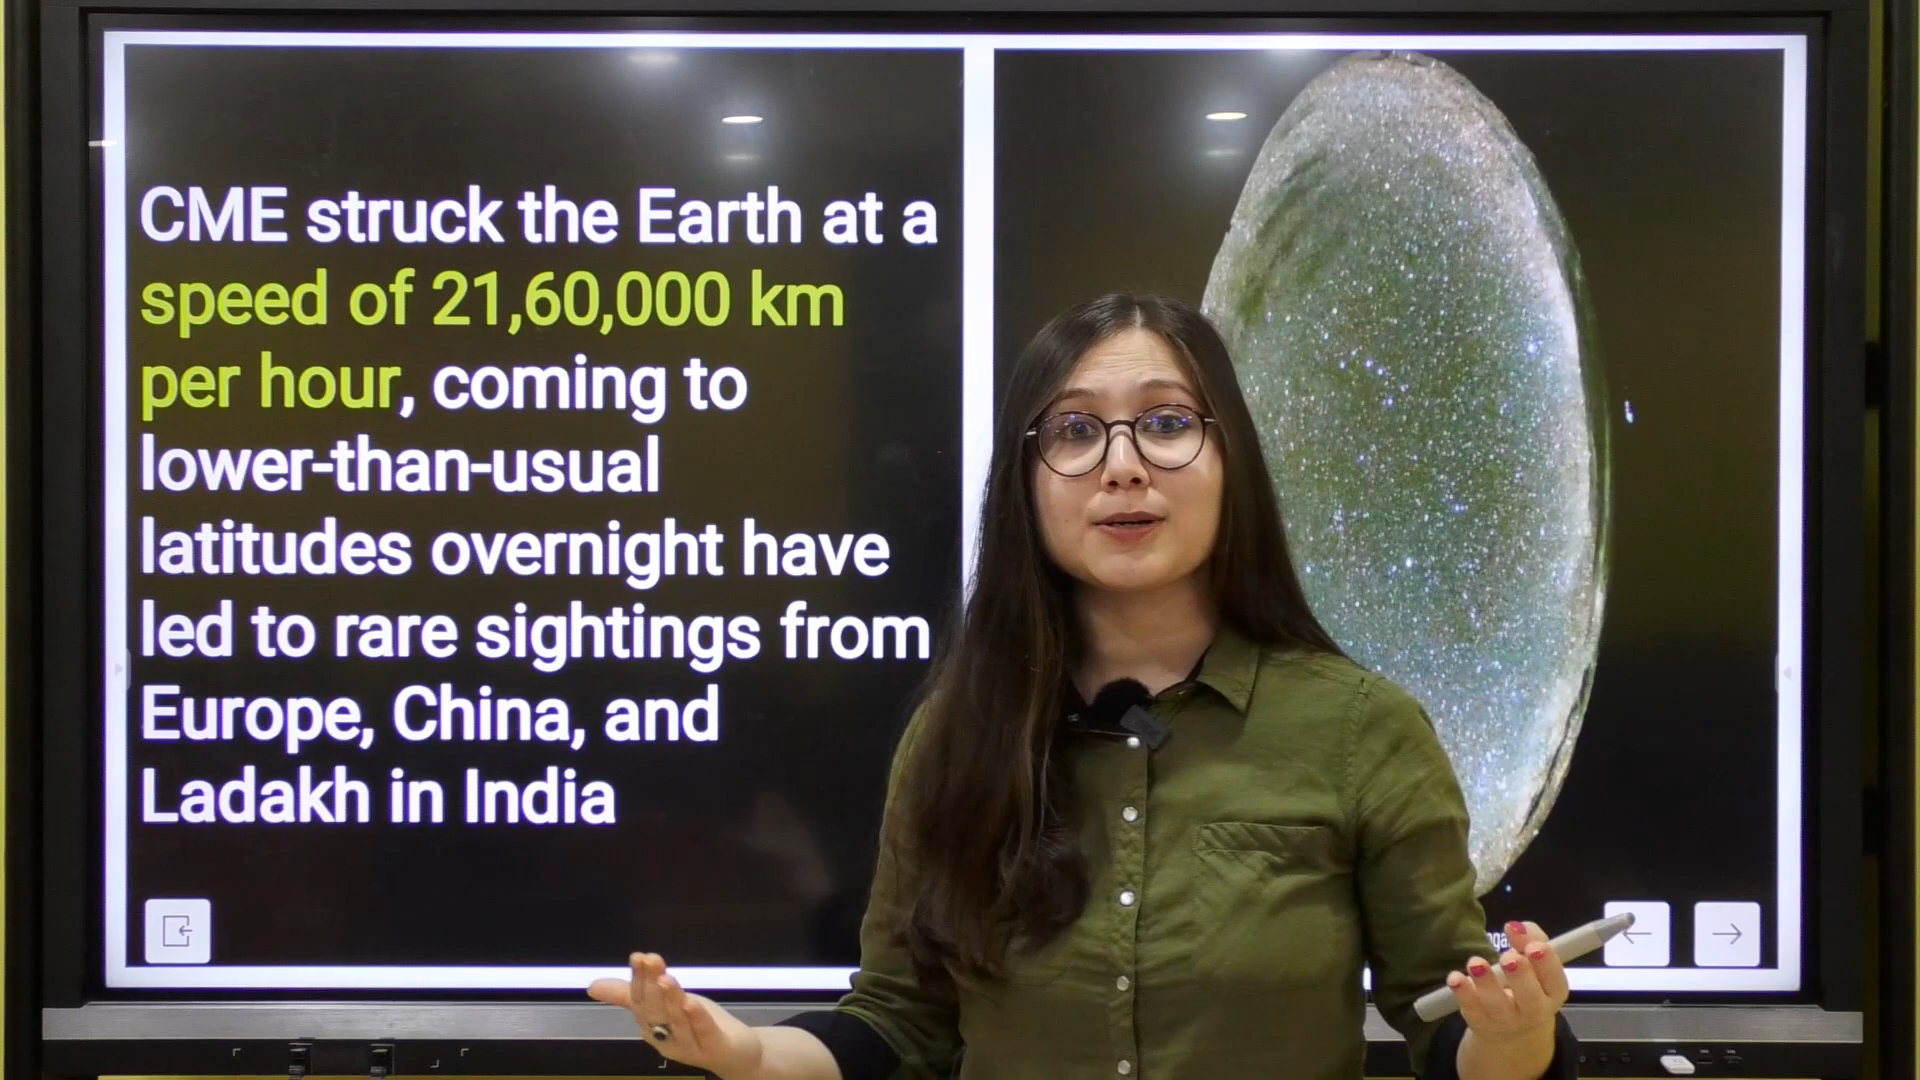 CME struck the Earth at a
speed of 21,60,000 km
per hour, coming to
lower-than-usual
latitudes overnight have
led to rare sightings from
Europe, China, and
Ladakh in India